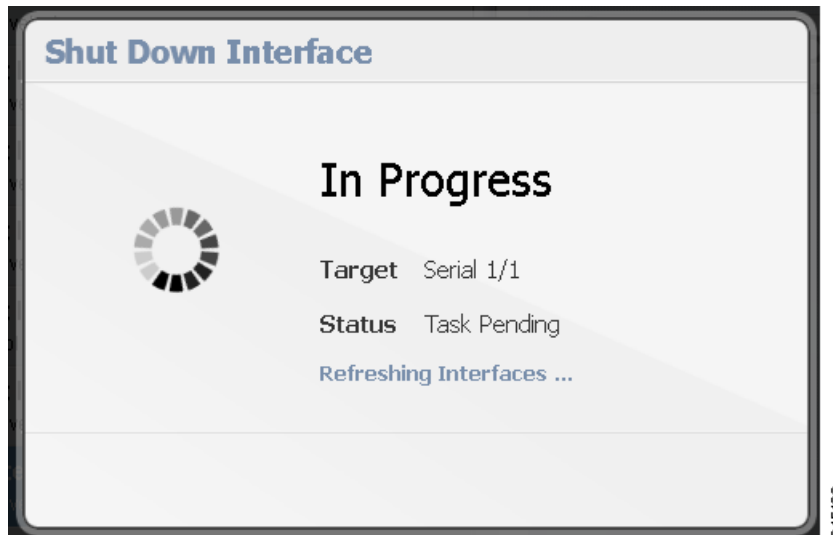 Shut Down Interface
In Progress
Target Serial 1/1
Status Task Pending
Refreshing Interfaces ...